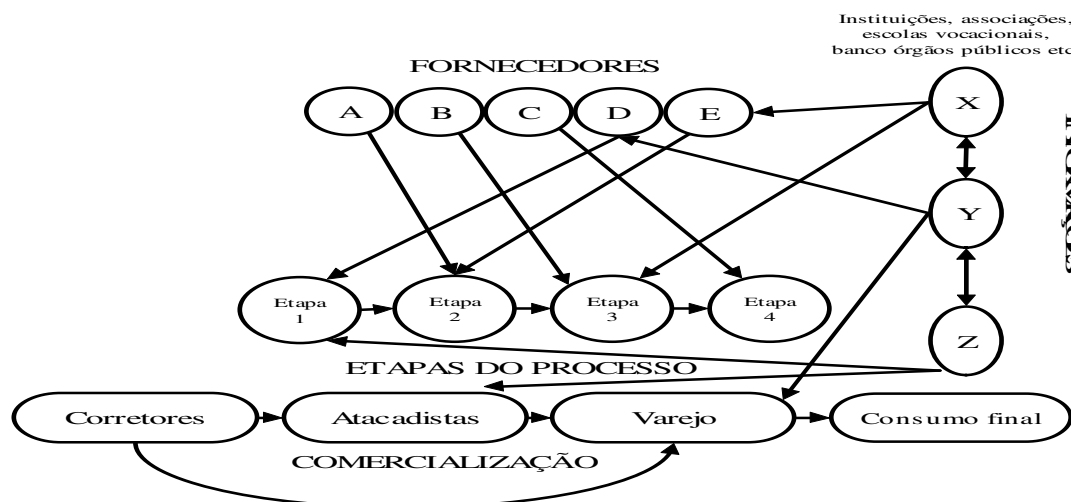 Instituições, associações,
escolas vocacionais,
banco órgãos públicos etc
FORNECEDORES
A B C D E
X
Y
Z
Etapa
1
Etapa
2
Etapa
3
Etapa
4
ETAPAS DO PROCESSO
Corretores
Atacadistas
Varejo
Consumo final
COMERCIALIZAÇÃO